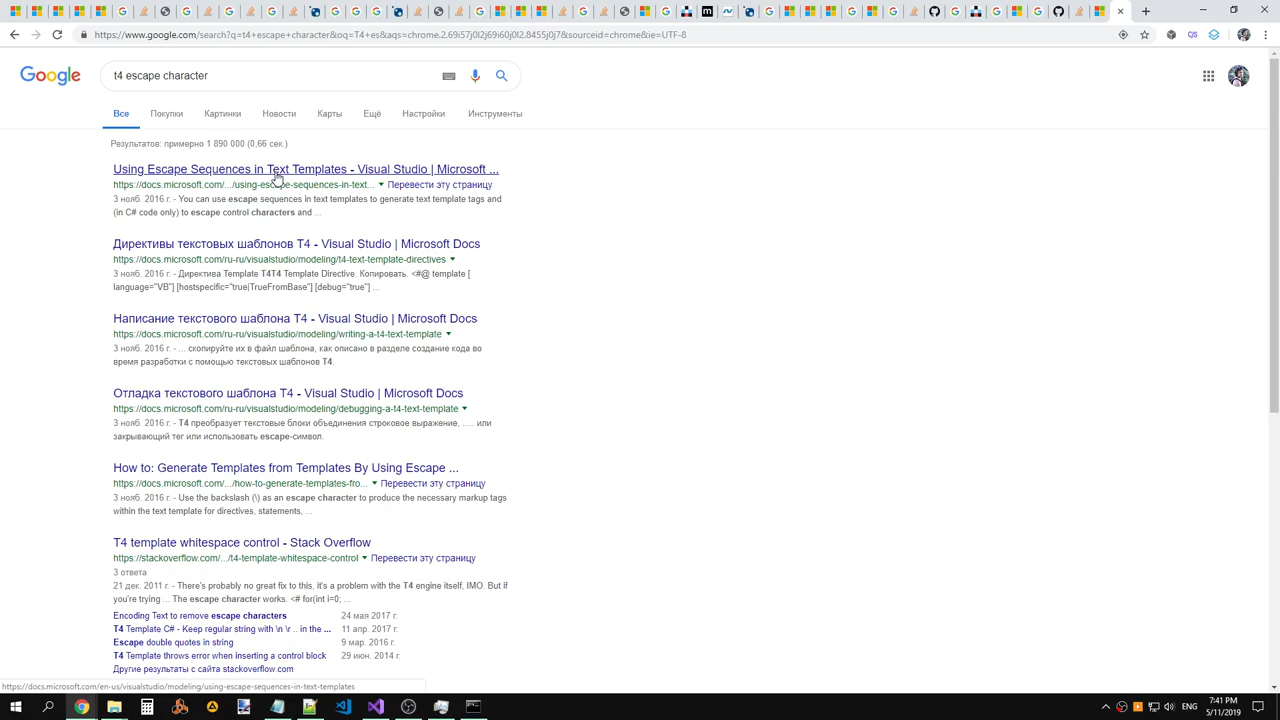 https://www.google.com/search?q=t4+escape+character&oq=T4+es&aqs=chrome.2.69i57j0l2j69i60j0l2.8455j0j7&sourceid=chrome&ie=UTF-8
Google
t4 escape character
Все Покупки Картинки Новости Карты Ещё Настройки Инструменты
Результатов: примерно 1 890 000 (0,66 сек.)
Using Escape Sequences in Text Templates - Visual Studio | Microsoft ...
https://docs.microsoft.com/.../using-escape-sequences-in-text... Перевести эту страницу
3 нояб. 2016 г. - You can use escape sequences in text templates to generate text template tags and
(in C# code only) to escape control characters and ...
Директивы текстовых шаблонов T4 - Visual Studio | Microsoft Docs
https://docs.microsoft.com/ru-ru/visualstudio/modeling/t4-text-template-directives
3 нояб. 2016 г. - Директива Template T4T4 Template Directive. Копировать. <#@ template [
language="VB"] [hostspecific="true|TrueFromBase"] [debug="true"] ...
Написание текстового шаблона T4 - Visual Studio | Microsoft Docs
https://docs.microsoft.com/ru-ru/visualstudio/modeling/writing-a-t4-text-template
3 нояб. 2016 г. - ... скопируйте их в файл шаблона, как описано в разделе создание кода во
время разработки с помощью текстовых шаблонов T4.
Отладка текстового шаблона T4 - Visual Studio | Microsoft Docs
https://docs.microsoft.com/ru-ru/visualstudio/modeling/debugging-a-t4-text-template
3 нояб. 2016 г. - T4 преобразует текстовые блоки объединения строковое выражение, ..... или
закрывающий тег или использовать escape-символ.
How to: Generate Templates from Templates By Using Escape ...
https://docs.microsoft.com/.../how-to-generate-templates-fro... Перевести эту страницу
3 нояб. 2016 г. - Use the backslash (\) as an escape character to produce the necessary markup tags
within the text template for directives, statements, ...
T4 template whitespace control - Stack Overflow
https://stackoverflow.com/.../t4-template-whitespace-control Перевести эту страницу
3 ответа
21 дек. 2011 г. - There's probably no great fix to this, it's a problem with the T4 engine itself, IMO. But if
you're trying ... The escape character works. <# for(int i=0; ...
Encoding Text to remove escape characters 24 мая 2017 г.
T4 Template C# - Keep regular string with \n \r .. in the ... 11 апр. 2017 г.
Escape double quotes in string 9 мар. 2016 г.
T4 Template throws error when inserting a control block 29 июн. 2014 г.
Другие результаты с сайта stackoverflow.com
https://docs.microsoft.com/en-us/visualstudio/modeling/using-escape-sequences-in-text-templates
ENG
7:41 PM
5/11/2019